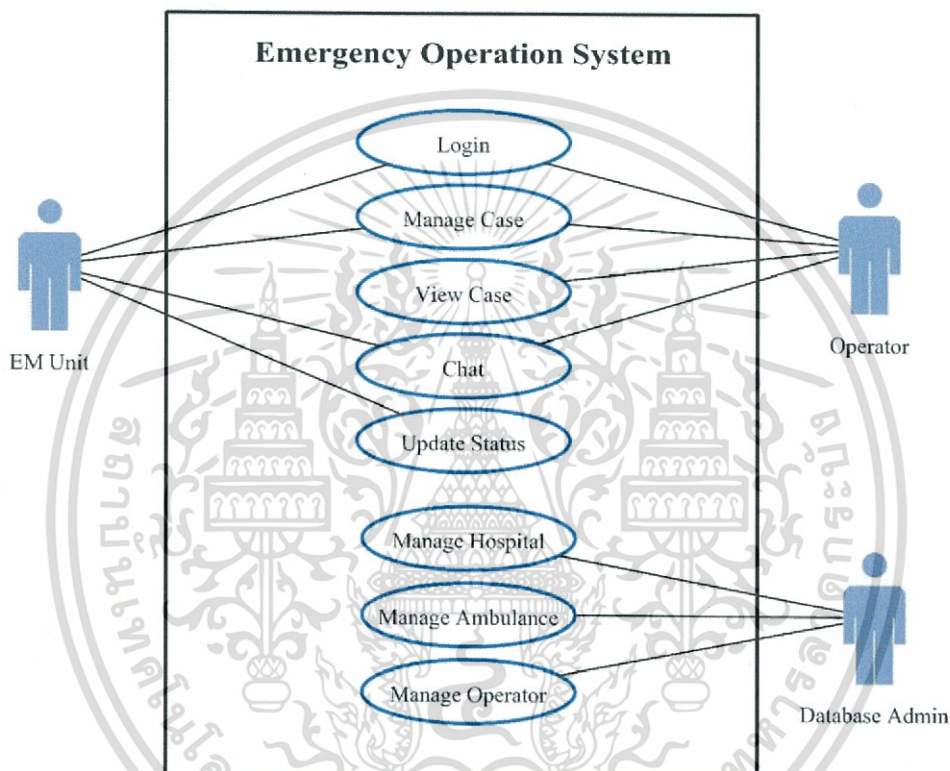 Emergency Operation System
Login
Manage Case
View Case
Chat
Update Status
Manage Hospital
Manage Ambulance
Manage Operator
EM Unit
Operator
Database Admin